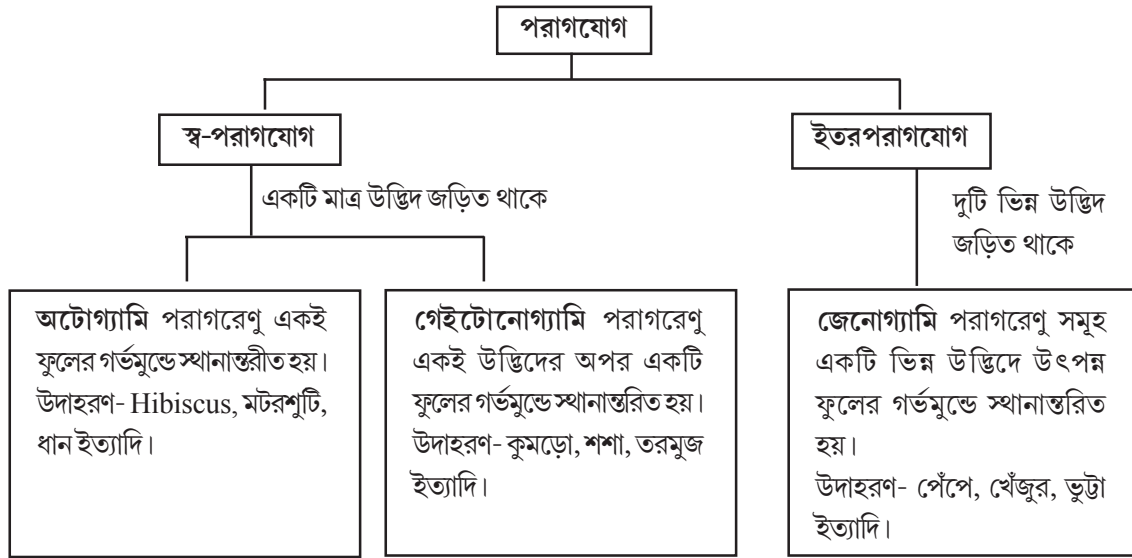 পরাগযোগ
স্ব-পরাগযোগ
একটি মাত্র উদ্ভিদ জড়িত থাকে
অটোগ্যামি পরাগরেণু একই
ফুলের গর্ভমুন্ডে স্থানান্তরীত হয়।
উদাহরণ- Hibiscus, মটরশুটি,
ধান ইত্যাদি।
গেইটোনোগ্যামি পরাগরেণু
একই উদ্ভিদের অপর একটি
ফুলের গর্ভমুন্ডে স্থানান্তরিত হয়।
উদাহরণ- কুমড়ো, শশা, তরমুজ
ইত্যাদি।
ইতরপরাগযোগ
দুটি ভিন্ন উদ্ভিদ
জড়িত থাকে
জেনোগ্যামি পরাগরেণু সমূহ
একটি ভিন্ন উদ্ভিদে উৎপন্ন
ফুলের গর্ভমুন্ডে স্থানান্তরিত
হয়।
উদাহরণ- পেঁপে, খেঁজুর, ভুট্টা
ইত্যাদি।